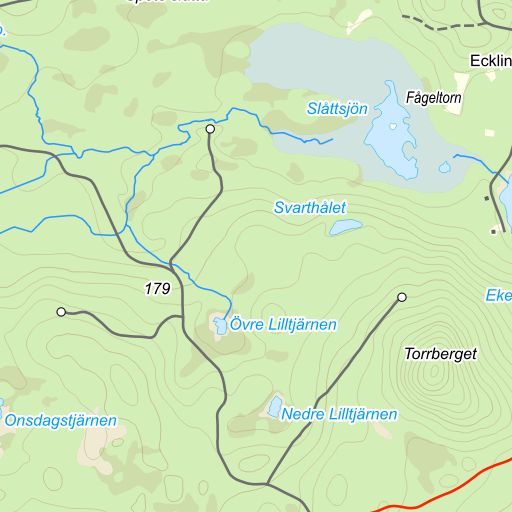 Ecklin
Fågeltorn
Slåttsjön
Svarthålet
179
Eke
Övre Lilltjärnen
Torrberget
Nedre Lilltjärnen
Onsdagstjärnen